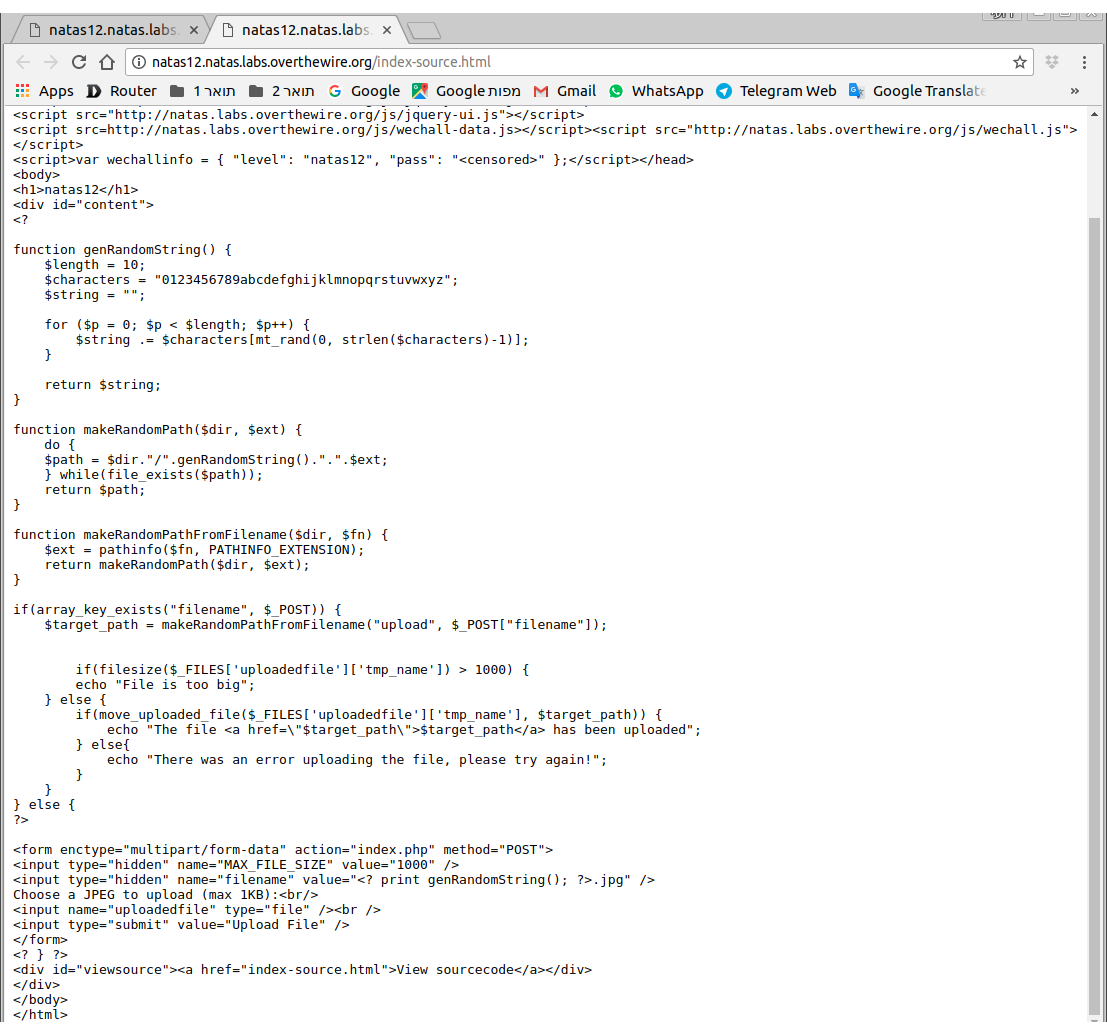 natas12.natas.labs. × natas12.natas.labs. ×
natas12.natas.labs.overthewire.org/index-source.html
Apps Router תואר 1 תואר 2 Google Google מפות Gmail WhatsApp Telegram Web Google Translate »
<script src="http://natas.labs.overthewire.org/js/jquery-ui.js"></script>
<script src=http://natas.labs.overthewire.org/js/wechall-data.js></script><script src="http://natas.labs.overthewire.org/js/wechall.js">
</script>
<script>var wechallinfo = { "level": "natas12", "pass": "<censored>" };</script></head>
<body>
<h1>natas12</h1>
<div id="content">
<?

function genRandomString() {
    $length = 10;
    $characters = "0123456789abcdefghijklmnopqrstuvwxyz";
    $string = "";

    for ($p = 0; $p < $length; $p++) {
        $string .= $characters[mt_rand(0, strlen($characters)-1)];
    }

    return $string;
}

function makeRandomPath($dir, $ext) {
    do {
    $path = $dir."/".genRandomString().".".$ext;
    } while(file_exists($path));
    return $path;
}

function makeRandomPathFromFilename($dir, $fn) {
    $ext = pathinfo($fn, PATHINFO_EXTENSION);
    return makeRandomPath($dir, $ext);
}

if(array_key_exists("filename", $_POST)) {
    $target_path = makeRandomPathFromFilename("upload", $_POST["filename"]);


        if(filesize($_FILES['uploadedfile']['tmp_name']) > 1000) {
        echo "File is too big";
    } else {
        if(move_uploaded_file($_FILES['uploadedfile']['tmp_name'], $target_path)) {
            echo "The file <a href=\"$target_path\">$target_path</a> has been uploaded";
        } else{
            echo "There was an error uploading the file, please try again!";
        }
    }
} else {
?>

<form enctype="multipart/form-data" action="index.php" method="POST">
<input type="hidden" name="MAX_FILE_SIZE" value="1000" />
<input type="hidden" name="filename" value="<? print genRandomString(); ?>.jpg" />
Choose a JPEG to upload (max 1KB):<br/>
<input name="uploadedfile" type="file" /><br />
<input type="submit" value="Upload File" />
</form>
<? } ?>
<div id="viewsource"><a href="index-source.html">View sourcecode</a></div>
</div>
</body>
</html>